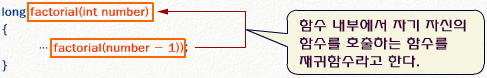 long factorial(int number)
{
... factorial(number − 1));
}
함수 내부에서 자기 자신의
함수를 호출하는 함수를
재귀함수라고 한다.